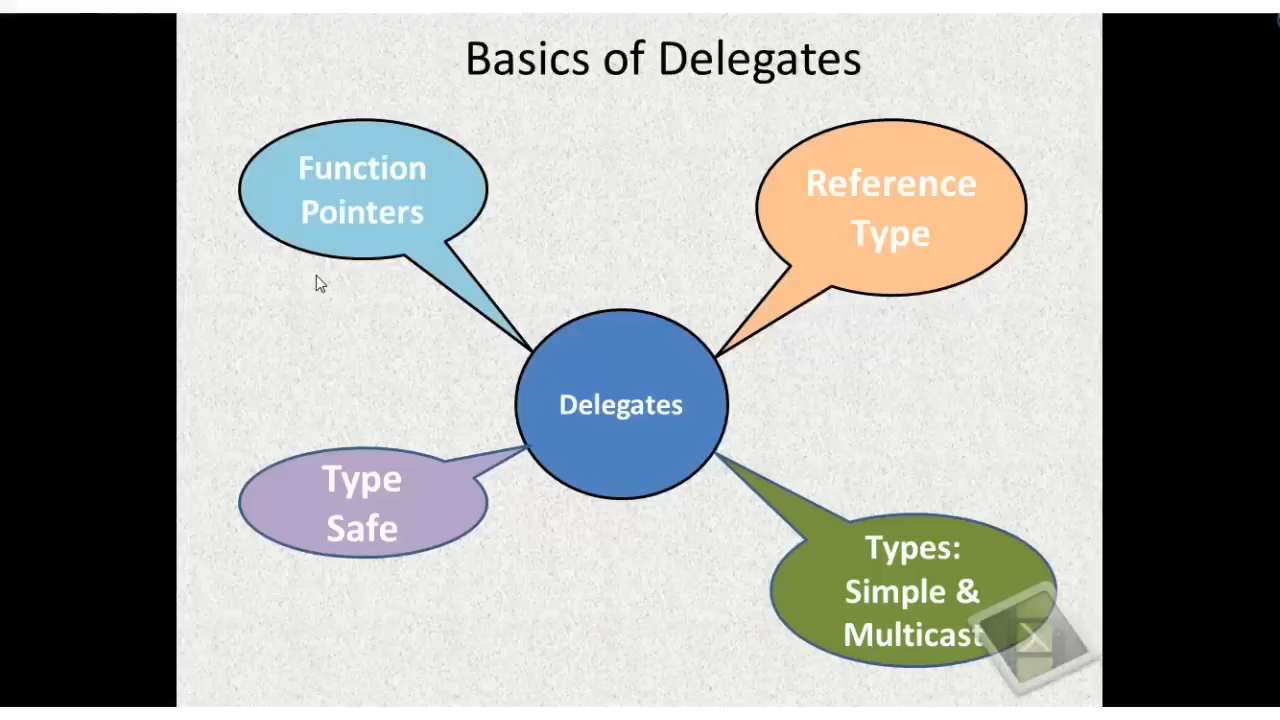 Basics of Delegates
Function
Pointers
Reference
Type
Delegates
Type
Safe
Types:
Simple &
Multicast